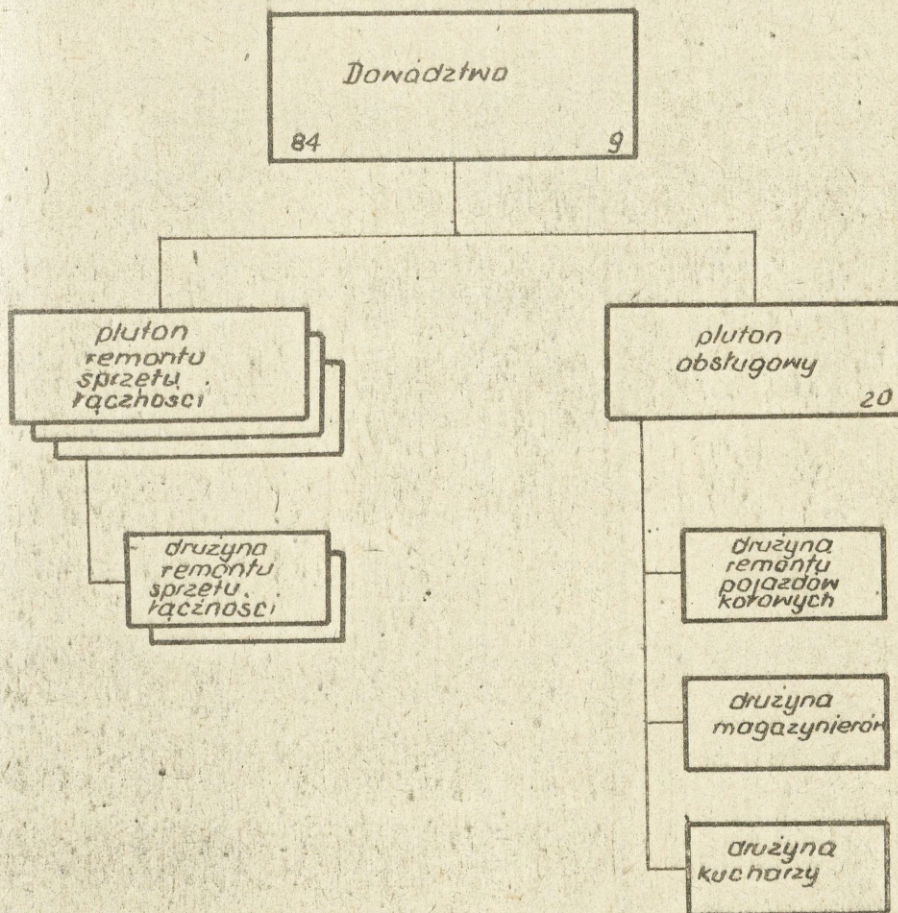 Dowództwo
84 9
pluton
remontu
sprzętu
łączności
pluton
obsługowy
20
drużyna
remontu
sprzętu
łączności
drużyna
remontu
pojazdów
kołowych
drużyna
magazynierów
drużyna
kucharzy